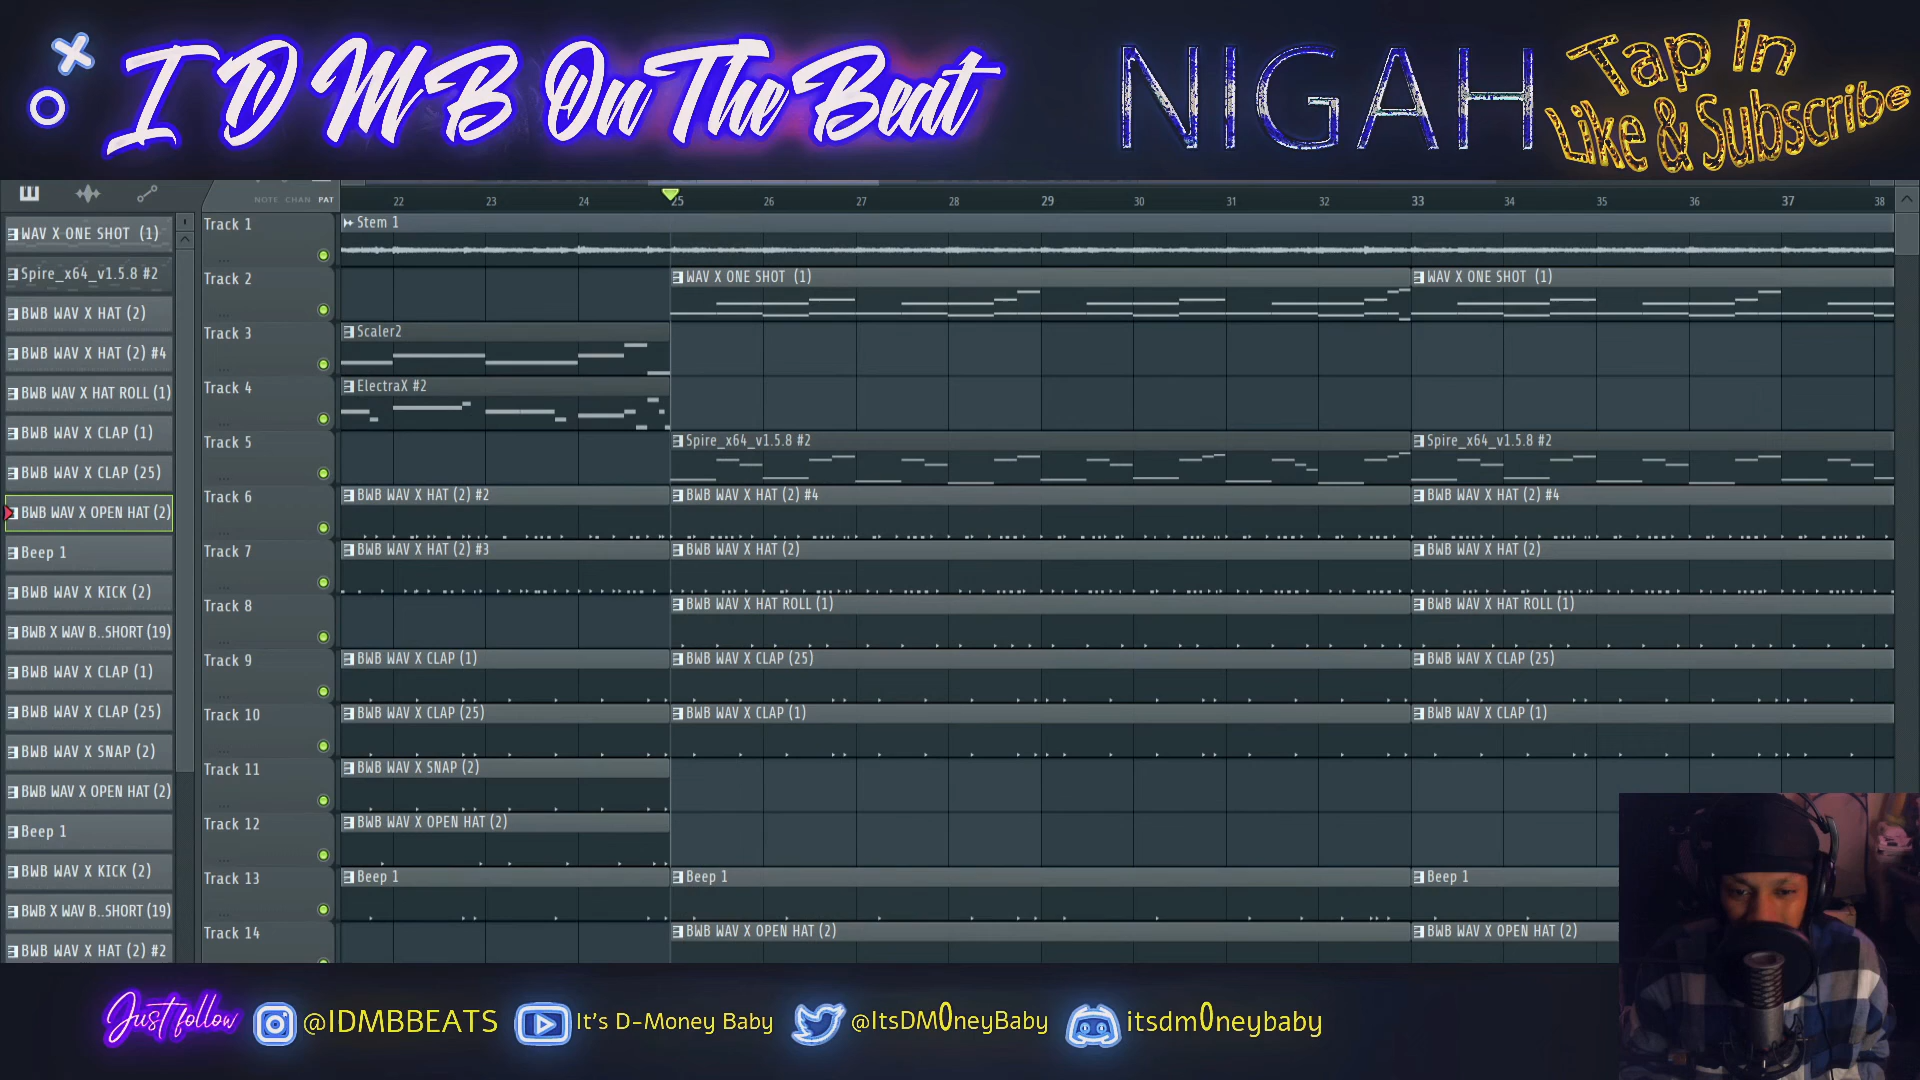 I D M B On The Beat
NIGAH
Tap In
Like & Subscribe
NOTE CHAN PAT
22 23 24 25 26 27 28 29 30 31 32 33 34 35 36 37 38
WAV X ONE SHOT (1)
Spire_x64_v1.5.8 #2
BWB WAV X HAT (2)
BWB WAV X HAT (2) #4
BWB WAV X HAT ROLL (1)
BWB WAV X CLAP (1)
BWB WAV X CLAP (25)
BWB WAV X OPEN HAT (2)
Beep 1
BWB WAV X KICK (2)
BWB X WAV B..SHORT (19)
BWB WAV X CLAP (1)
BWB WAV X CLAP (25)
BWB WAV X SNAP (2)
BWB WAV X OPEN HAT (2)
Beep 1
BWB WAV X KICK (2)
BWB X WAV B..SHORT (19)
BWB WAV X HAT (2) #2
Track 1 Stem 1
Track 2 WAV X ONE SHOT (1) WAV X ONE SHOT (1)
Track 3 Scaler2
Track 4 ElectraX #2
Track 5 Spire_x64_v1.5.8 #2 Spire_x64_v1.5.8 #2
Track 6 BWB WAV X HAT (2) #2 BWB WAV X HAT (2) #4 BWB WAV X HAT (2) #4
Track 7 BWB WAV X HAT (2) #3 BWB WAV X HAT (2) BWB WAV X HAT (2)
Track 8 BWB WAV X HAT ROLL (1) BWB WAV X HAT ROLL (1)
Track 9 BWB WAV X CLAP (1) BWB WAV X CLAP (25) BWB WAV X CLAP (25)
Track 10 BWB WAV X CLAP (25) BWB WAV X CLAP (1) BWB WAV X CLAP (1)
Track 11 BWB WAV X SNAP (2)
Track 12 BWB WAV X OPEN HAT (2)
Track 13 Beep 1 Beep 1 Beep 1
Track 14 BWB WAV X OPEN HAT (2) BWB WAV X OPEN HAT (2)
Just follow @IDMBBEATS It's D-Money Baby @ItsDM0neyBaby itsdm0neybaby